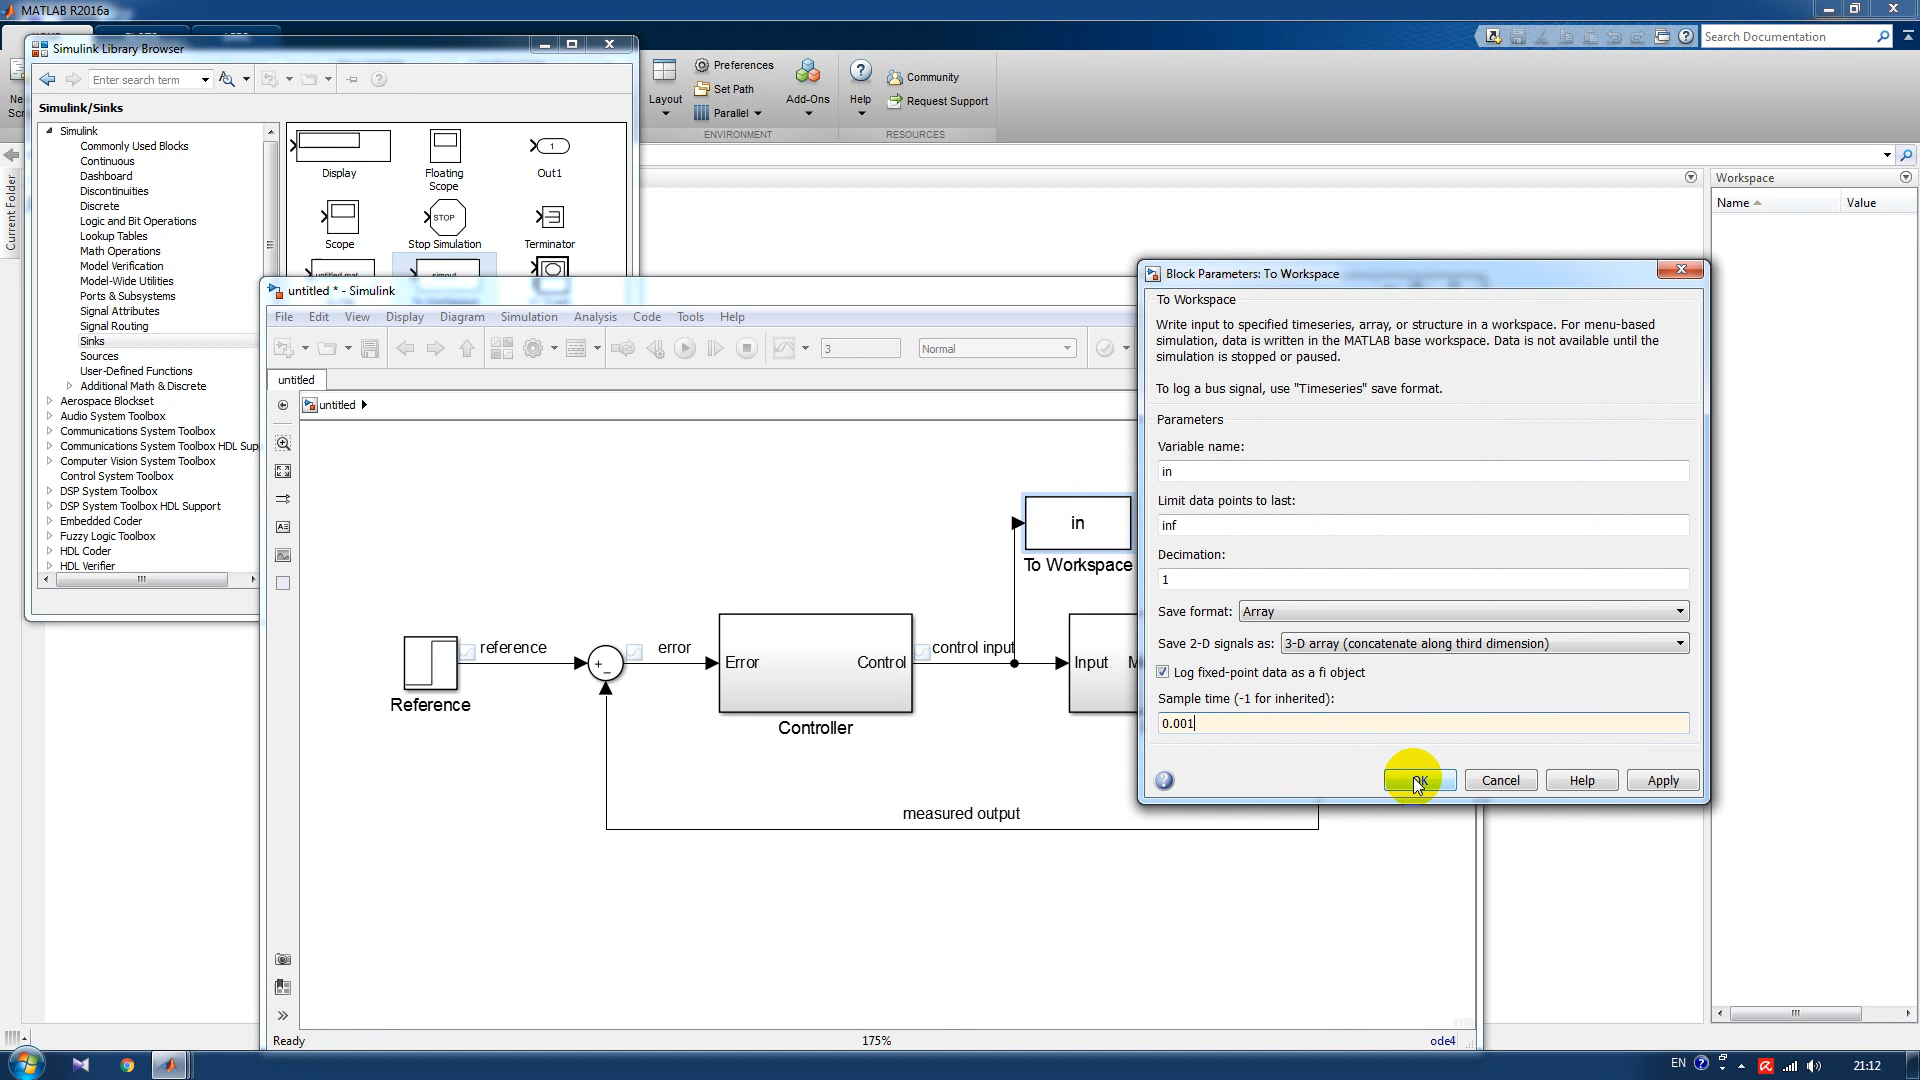 MATLAB R2016a
Search Documentation
Simulink Library Browser
Enter search term
Simulink/Sinks
Simulink
Commonly Used Blocks
Continuous
Dashboard
Discontinuities
Discrete
Logic and Bit Operations
Lookup Tables
Math Operations
Model Verification
Model-Wide Utilities
Ports & Subsystems
Signal Attributes
Signal Routing
Sinks
Sources
User-Defined Functions
Additional Math & Discrete
Aerospace Blockset
Audio System Toolbox
Communications System Toolbox
Communications System Toolbox HDL Sup
Computer Vision System Toolbox
Control System Toolbox
DSP System Toolbox
DSP System Toolbox HDL Support
Embedded Coder
Fuzzy Logic Toolbox
HDL Coder
HDL Verifier
Display
Floating
Scope
1
Out1
Scope
STOP
Stop Simulation
Terminator
Layout
Preferences
Set Path
Parallel
Add-Ons
ENVIRONMENT
Help
Community
Request Support
RESOURCES
Current Folder
Workspace
Name
Value
untitled * - Simulink
File
Edit
View
Display
Diagram
Simulation
Analysis
Code
Tools
Help
3
Normal
untitled
untitled
in
To Workspace
Reference
reference
+
-
error
Error
Control
Controller
control input
Input
measured output
Ready
175%
ode4
Block Parameters: To Workspace
To Workspace
Write input to specified timeseries, array, or structure in a workspace. For menu-based
simulation, data is written in the MATLAB base workspace. Data is not available until the
simulation is stopped or paused.
To log a bus signal, use "Timeseries" save format.
Parameters
Variable name:
in
Limit data points to last:
inf
Decimation:
1
Save format:
Array
Save 2-D signals as:
3-D array (concatenate along third dimension)
Log fixed-point data as a fi object
Sample time (-1 for inherited):
0.001
OK
Cancel
Help
Apply
EN
21:12